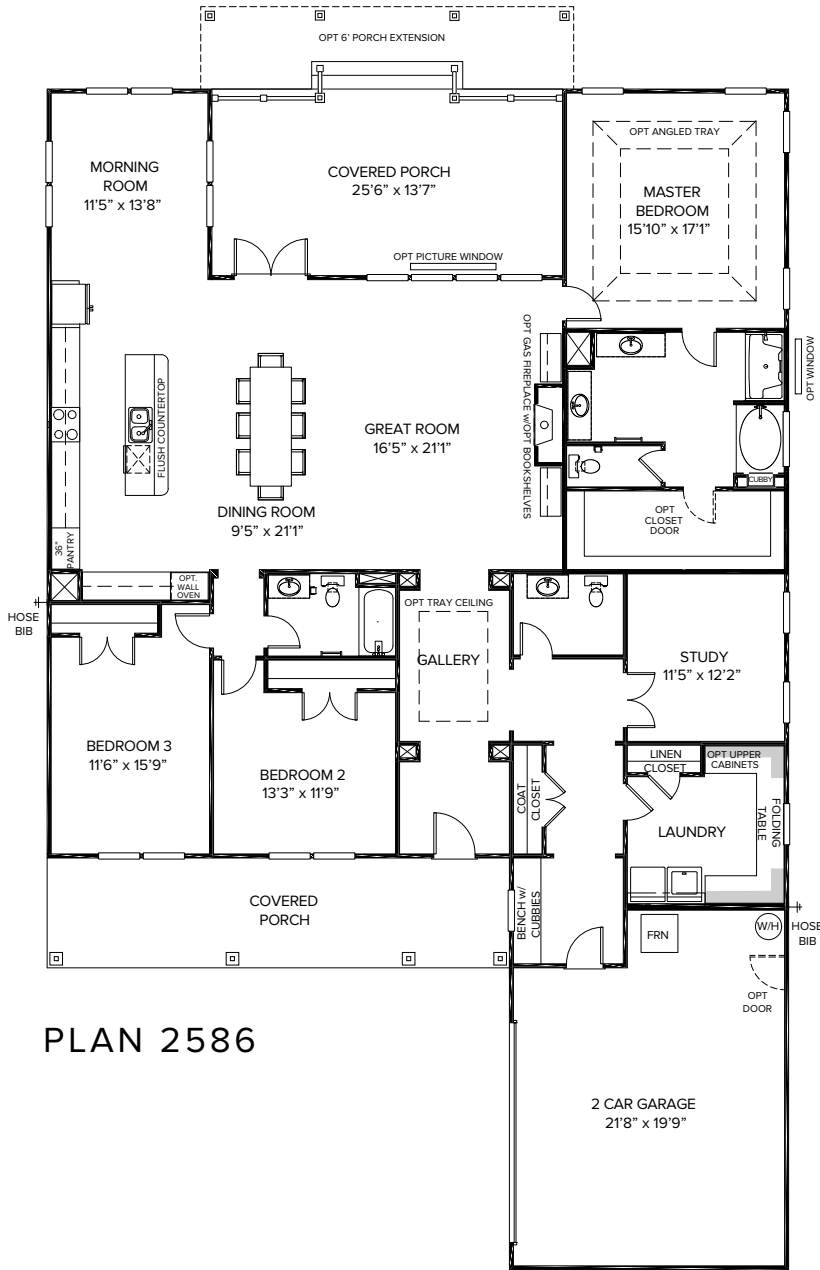 OPT 6' PORCH EXTENSION
MORNING
ROOM
11'5" x 13'8"
COVERED PORCH
25'6" x 13'7"
OPT PICTURE WINDOW
OPT ANGLED TRAY
MASTER
BEDROOM
15'10" x 17'1"
OPT WINDOW
OPT GAS FIREPLACE w/OPT BOOKSHELVES
FLUSH COUNTERTOP
GREAT ROOM
16'5" x 21'1"
DINING ROOM
9'5" x 21'1"
CUBBY
OPT
CLOSET
DOOR
36"
PANTRY
OPT.
WALL
OVEN
HOSE
BIB
OPT TRAY CEILING
GALLERY
STUDY
11'5" x 12'2"
BEDROOM 3
11'6" x 15'9"
BEDROOM 2
13'3" x 11'9"
COAT
CLOSET
LINEN
CLOSET
OPT UPPER
CABINETS
FOLDING
TABLE
LAUNDRY
COVERED
PORCH
BENCH w/
CUBBIES
FRN
W/H
HOSE
BIB
OPT
DOOR
PLAN 2586
2 CAR GARAGE
21'8" x 19'9"